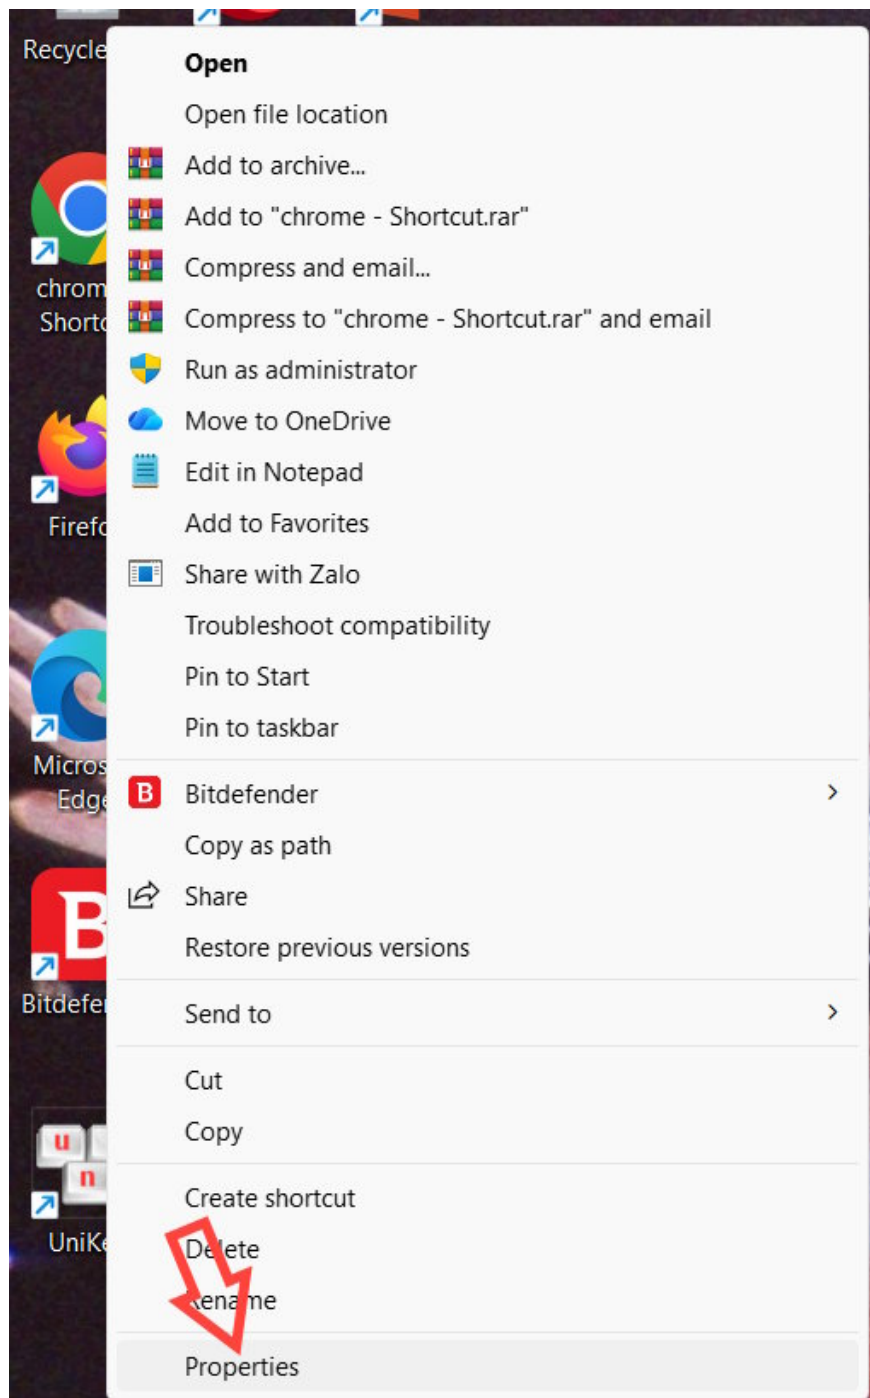 Recycle
Open
Open file location
Add to archive...
Add to "chrome - Shortcut.rar"
Compress and email...
chrom
Shortc
Compress to "chrome - Shortcut.rar" and email
Run as administrator
Move to OneDrive
Edit in Notepad
Firefo
Add to Favorites
Share with Zalo
Troubleshoot compatibility
Pin to Start
Pin to taskbar
Micros
Edge
B Bitdefender
Copy as path
B
Share
Restore previous versions
Bitdefe
Send to
Cut
Copy
u
n
Create shortcut
UniKe
Delete
Rename
Properties